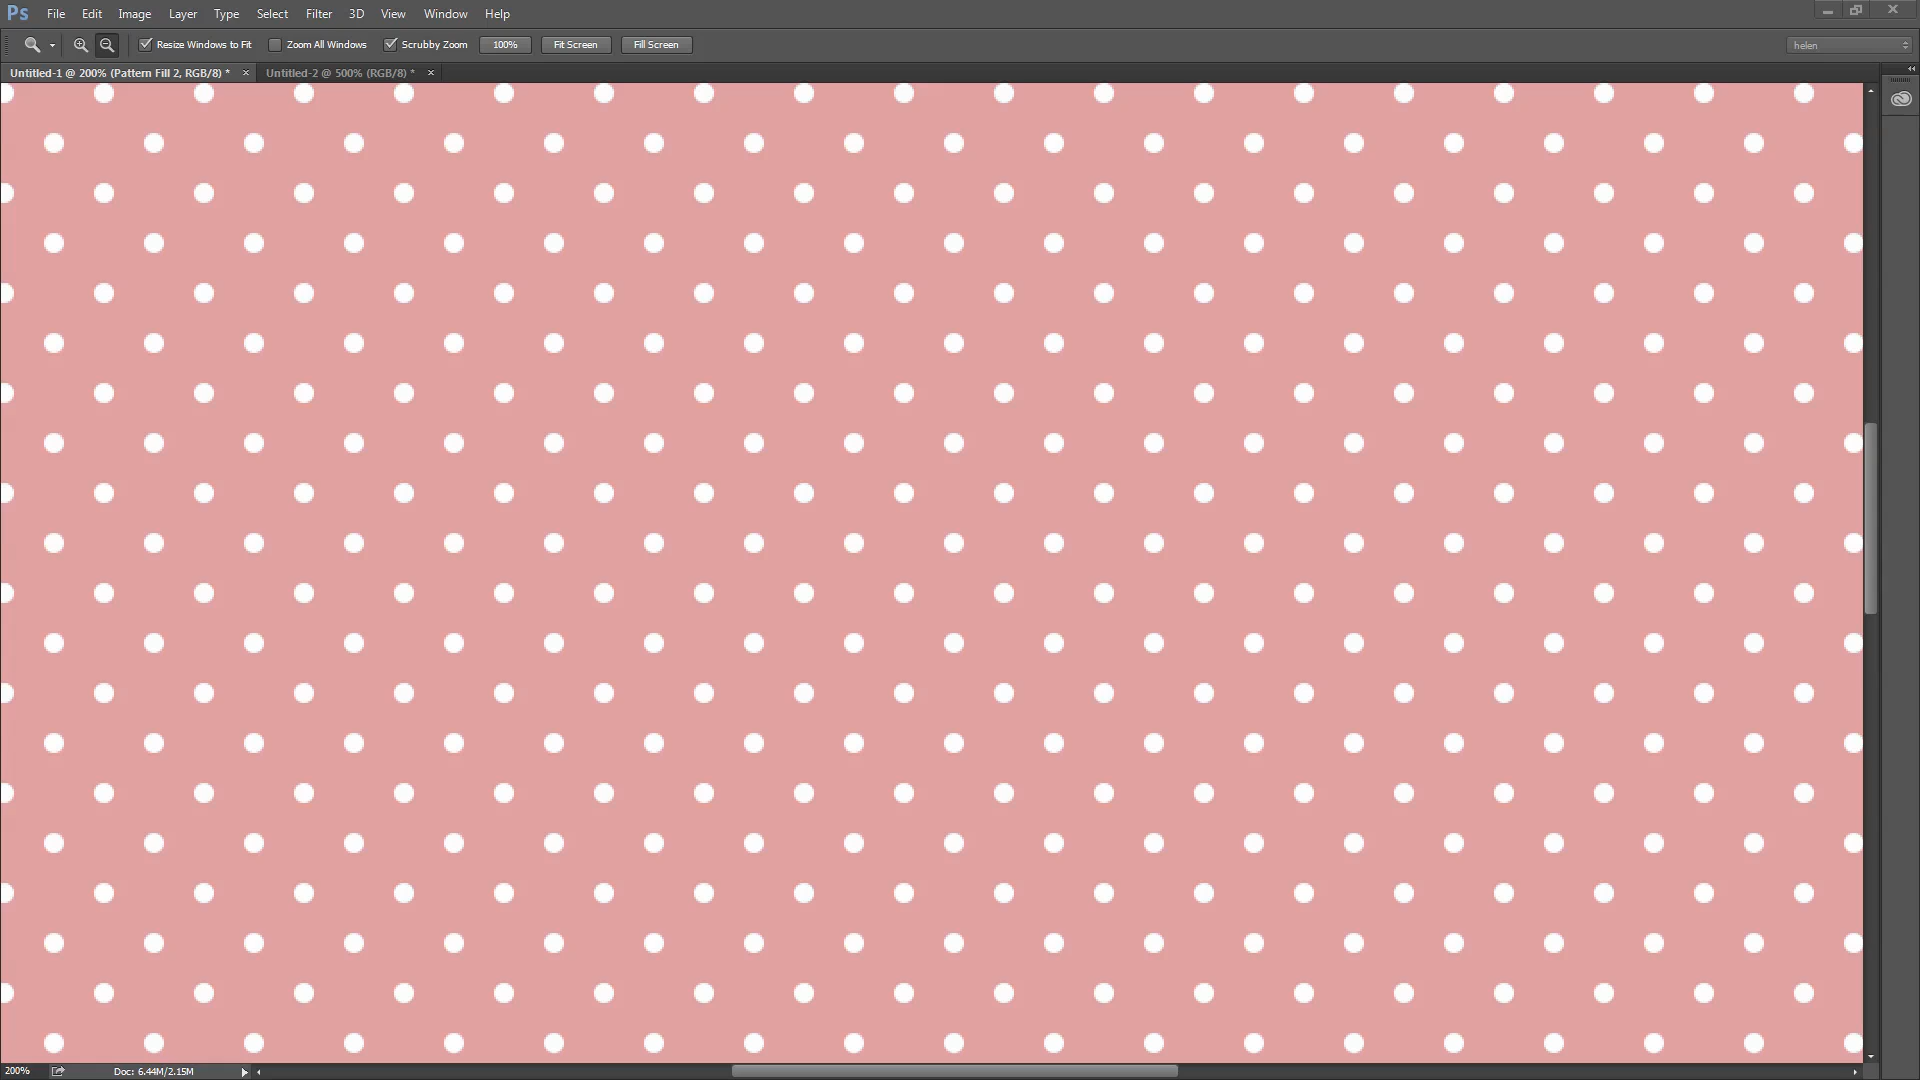 Ps File Edit Image Layer Type Select Filter 3D View Window Help
Resize Windows to Fit Zoom All Windows Scrubby Zoom 100% Fit Screen Fill Screen helen
Untitled-1 @ 200% (Pattern Fill 2, RGB/8) * × Untitled-2 @ 500% (RGB/8) * ×
200% Doc: 6.44M/2.15M